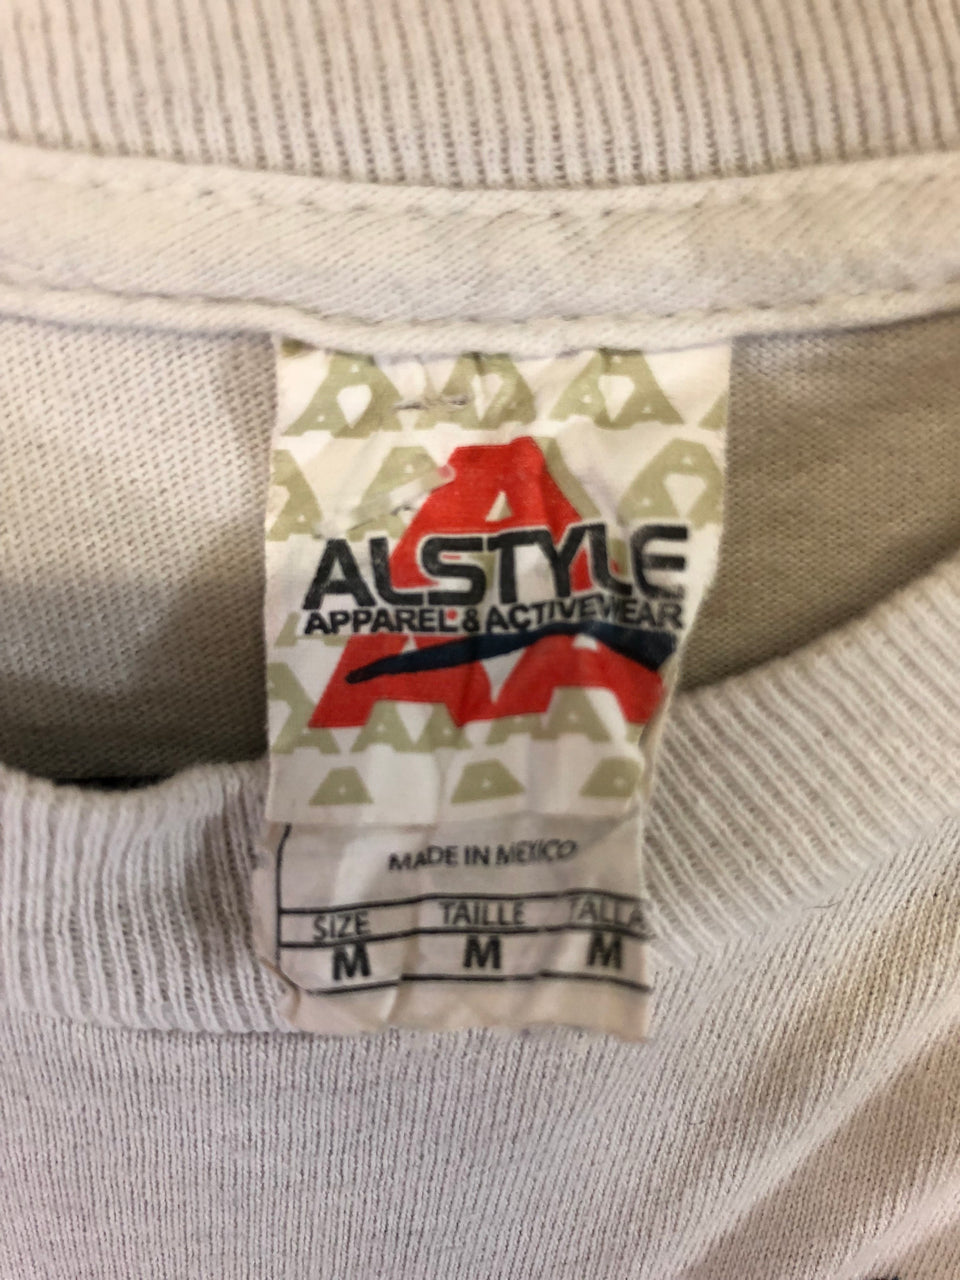 ALSTYLE
APPAREL & ACTIVEWEAR
MADE IN MEXICO
SIZE TAILLE TALLA
M M M